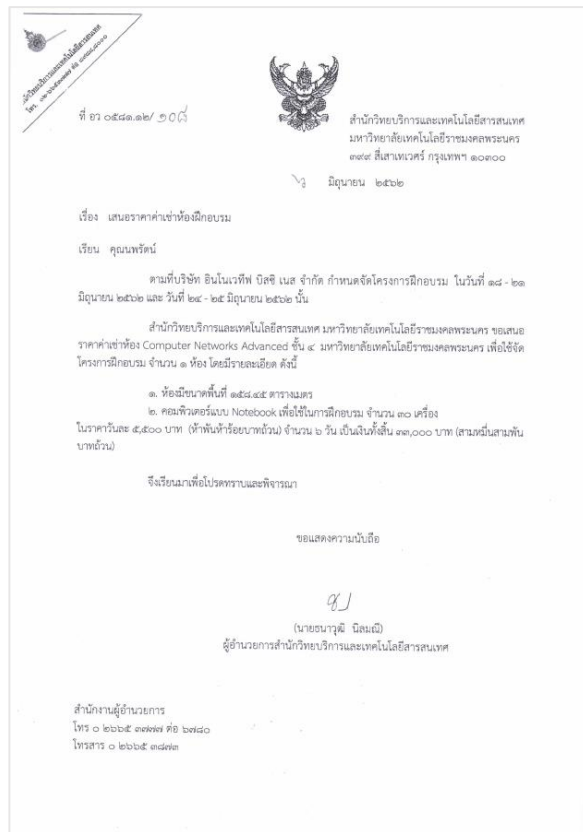 สำนักวิทยบริการและเทคโนโลยีสารสนเทศ
ที่ อว ๐๕๘๑.๑๒/ ๑๐๘
สำนักวิทยบริการและเทคโนโลยีสารสนเทศ
มหาวิทยาลัยเทคโนโลยีราชมงคลพระนคร
๓๙๙ สี่เสาเทเวศร์ กรุงเทพฯ ๑๐๓๐๐
มิถุนายน ๒๕๖๒
เรื่อง เสนอราคาค่าเช่าห้องฝึกอบรม
เรียน คุณนพรัตน์
ตามที่บริษัท อินโนเวทีฟ บิสซิ เนส จำกัด กำหนดจัดโครงการฝึกอบรม ในวันที่ ๑๘ - ๒๑
มิถุนายน ๒๕๖๒ และ วันที่ ๒๔ - ๒๕ มิถุนายน ๒๕๖๒ นั้น
สำนักวิทยบริการและเทคโนโลยีสารสนเทศ มหาวิทยาลัยเทคโนโลยีราชมงคลพระนคร ขอเสนอ
ราคาค่าเช่าห้อง Computer Networks Advanced ชั้น ๔ มหาวิทยาลัยเทคโนโลยีราชมงคลพระนคร เพื่อใช้จัด
โครงการฝึกอบรม จำนวน ๑ ห้อง โดยมีรายละเอียด ดังนี้
๑. ห้องมีขนาดพื้นที่ ๑๕๘.๔๕ ตารางเมตร
๒. คอมพิวเตอร์แบบ Notebook เพื่อใช้ในการฝึกอบรม จำนวน ๓๐ เครื่อง
ในราคาวันละ ๕,๕๐๐ บาท (ห้าพันห้าร้อยบาทถ้วน) จำนวน ๖ วัน เป็นเงินทั้งสิ้น ๓๓,๐๐๐ บาท (สามหมื่นสามพัน
บาทถ้วน)
จึงเรียนมาเพื่อโปรดทราบและพิจารณา
ขอแสดงความนับถือ
(นายธนาวุฒิ นิลมณี)
ผู้อำนวยการสำนักวิทยบริการและเทคโนโลยีสารสนเทศ
สำนักงานผู้อำนวยการ
โทร ๐ ๒๖๖๕ ๓๗๗๗ ต่อ ๖๗๘๐
โทรสาร ๐ ๒๖๖๕ ๓๘๗๓